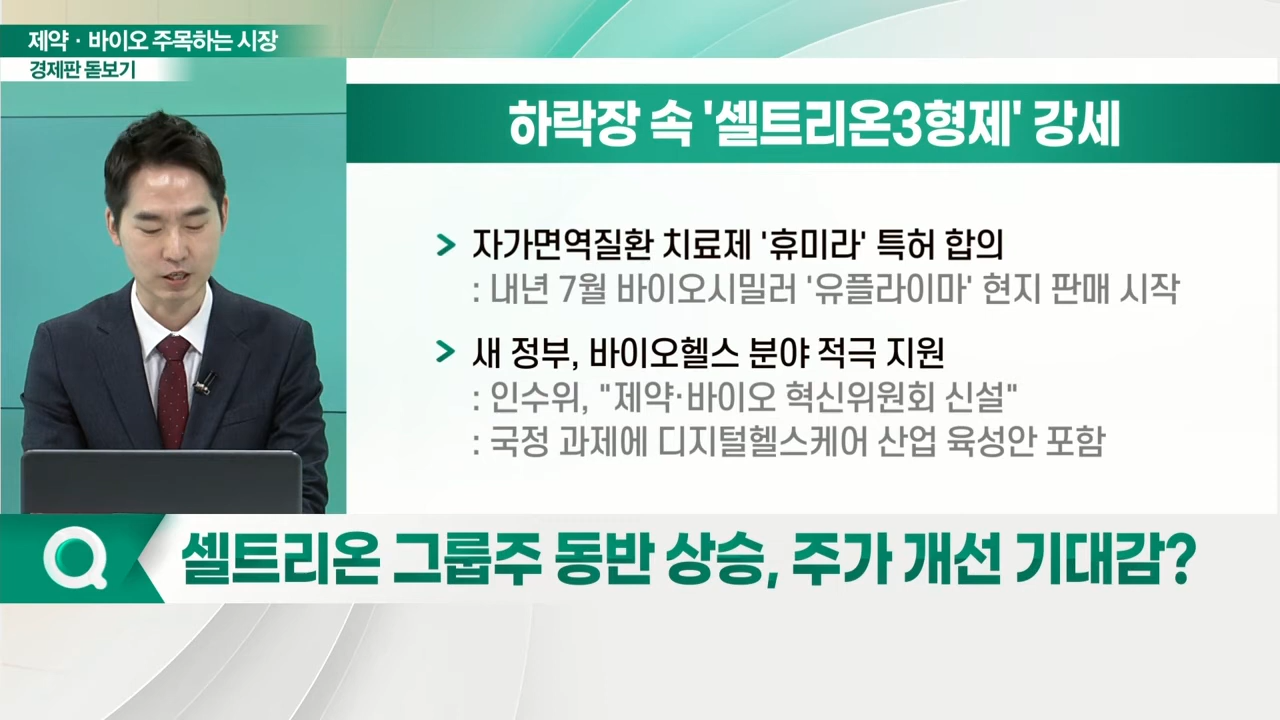 제약 · 바이오 주목하는 시장
경제판 돋보기
하락장 속 '셀트리온3형제' 강세
> 자가면역질환 치료제 '휴미라' 특허 합의
: 내년 7월 바이오시밀러 '유플라이마' 현지 판매 시작
> 새 정부, 바이오헬스 분야 적극 지원
: 인수위, "제약·바이오 혁신위원회 신설"
: 국정 과제에 디지털헬스케어 산업 육성안 포함
Q 셀트리온 그룹주 동반 상승, 주가 개선 기대감?